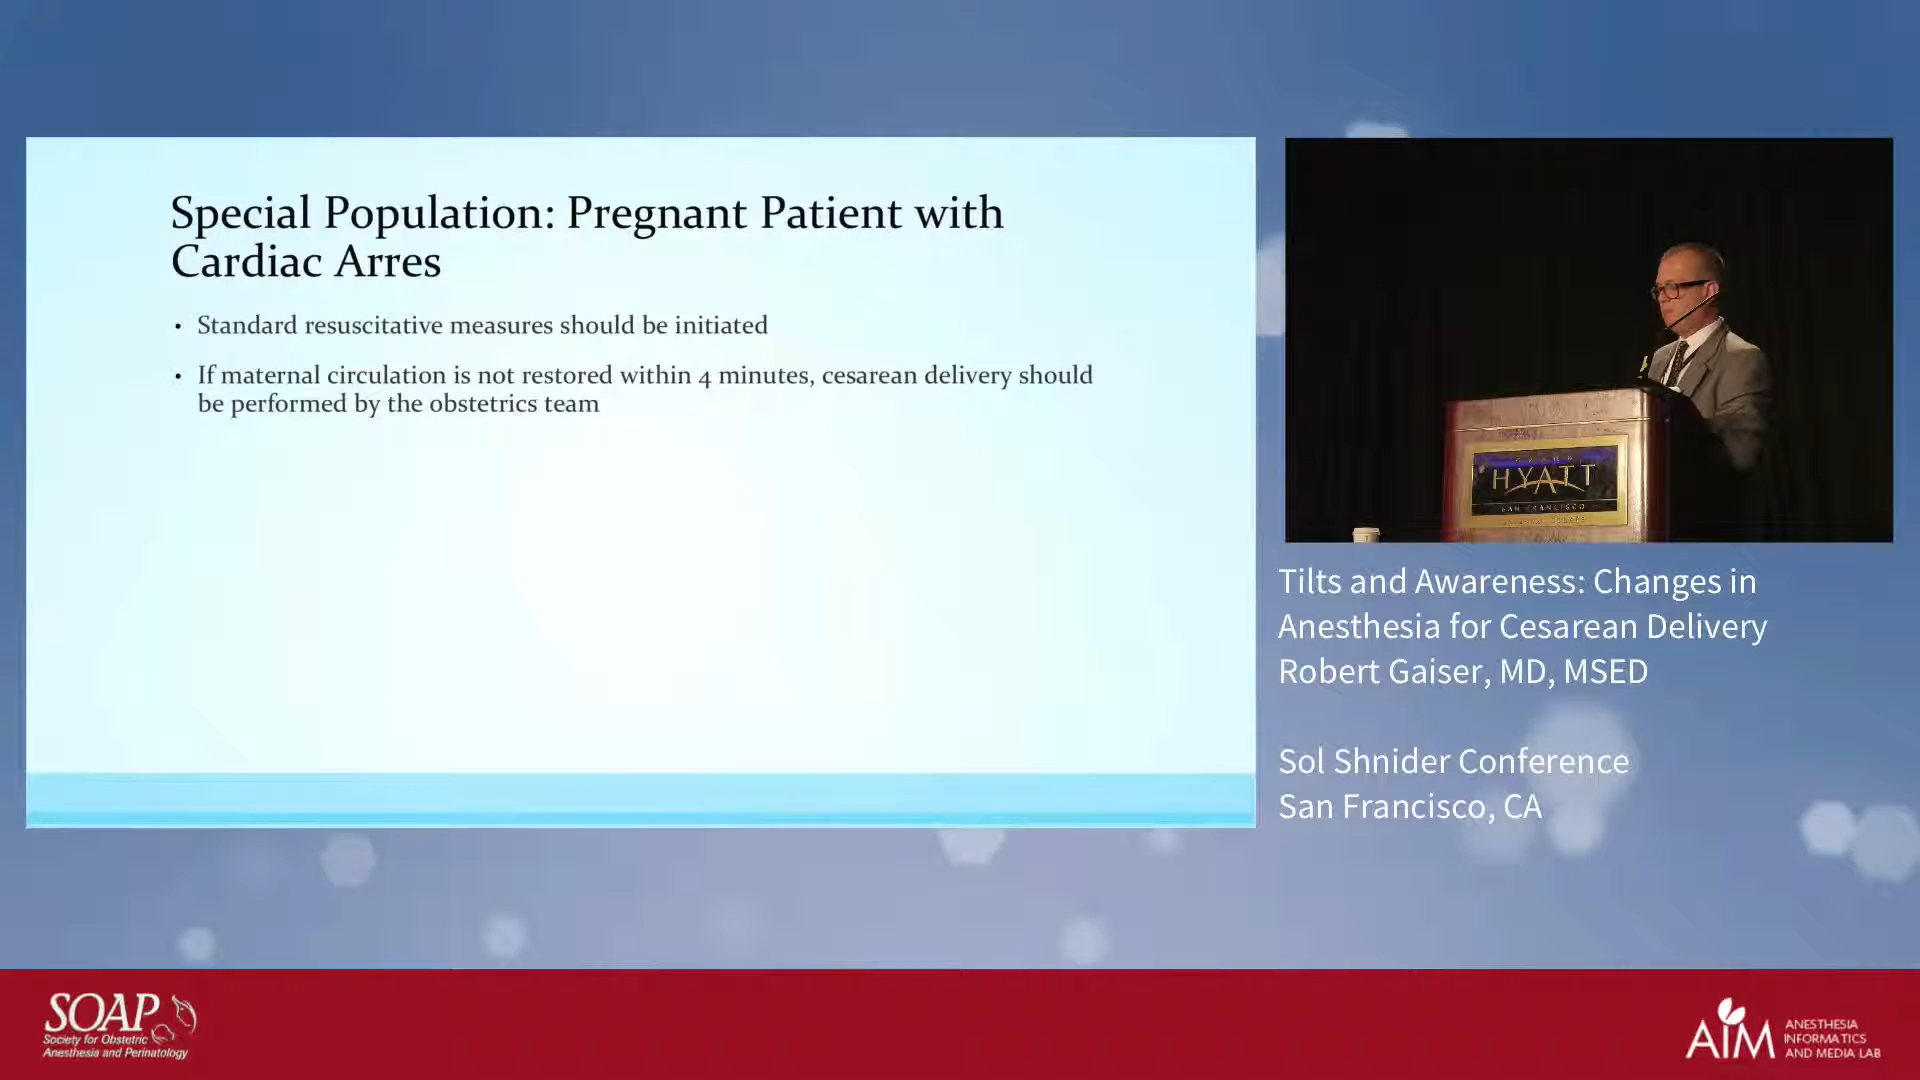 Special Population: Pregnant Patient with
Cardiac Arres
• Standard resuscitative measures should be initiated
• If maternal circulation is not restored within 4 minutes, cesarean delivery should
be performed by the obstetrics team
GRAND
HYATT
SAN FRANCISCO
Tilts and Awareness: Changes in
Anesthesia for Cesarean Delivery
Robert Gaiser, MD, MSED
Sol Shnider Conference
San Francisco, CA
SOAP
Society for Obstetric
Anesthesia and Perinatology
AIM
ANESTHESIA
INFORMATICS
AND MEDIA LAB